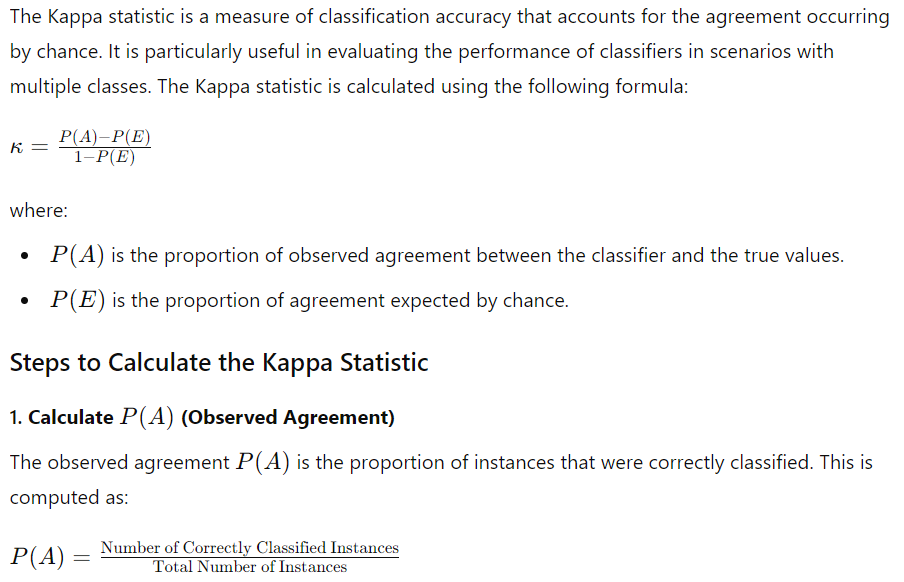 The Kappa statistic is a measure of classification accuracy that accounts for the agreement occurring
by chance. It is particularly useful in evaluating the performance of classifiers in scenarios with
multiple classes. The Kappa statistic is calculated using the following formula:
κ = P(A)−P(E) / 1−P(E)
where:
• P(A) is the proportion of observed agreement between the classifier and the true values.
• P(E) is the proportion of agreement expected by chance.
Steps to Calculate the Kappa Statistic
1. Calculate P(A) (Observed Agreement)
The observed agreement P(A) is the proportion of instances that were correctly classified. This is
computed as:
P(A) = Number of Correctly Classified Instances / Total Number of Instances